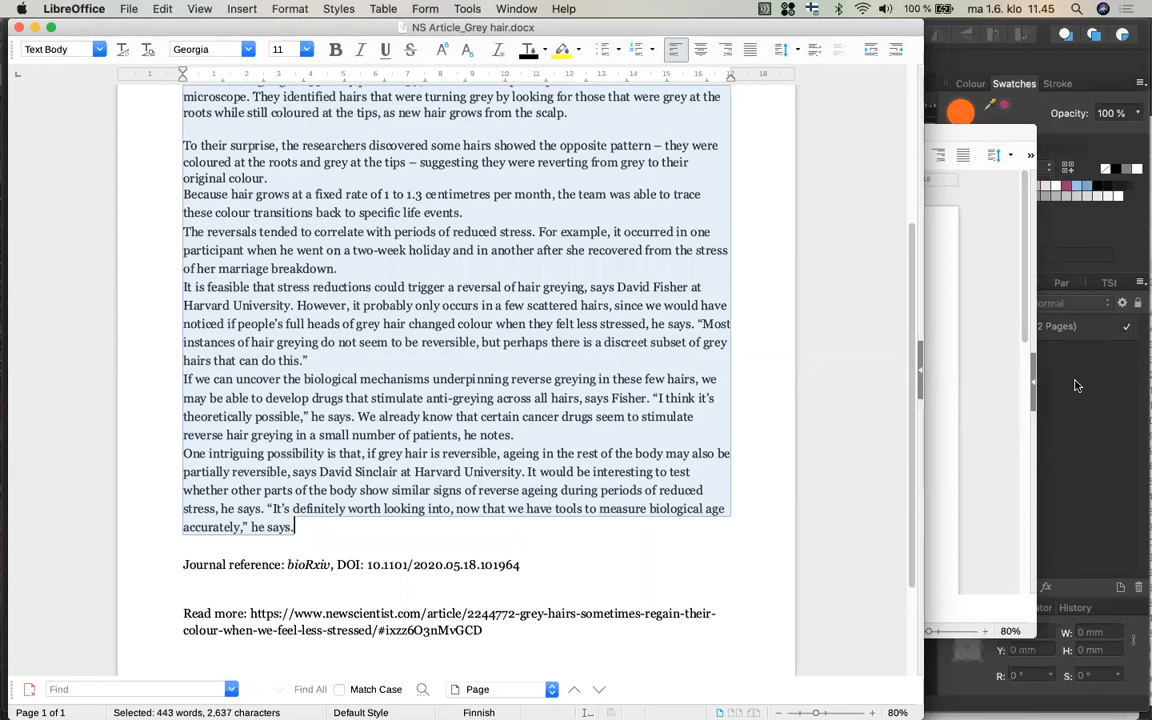 LibreOffice File Edit View Insert Format Styles Table Form Tools Window Help 100 % ma 1.6. klo 11.45
NS Article_Grey hair.docx
Text Body Georgia 11
Colour Swatches Stroke
Opacity: 100 %
1 1 2 3 4 5 6 7 8 9 10 11 12 13 14 15 16 17 18
microscope. They identified hairs that were turning grey by looking for those that were grey at the
roots while still coloured at the tips, as new hair grows from the scalp.
To their surprise, the researchers discovered some hairs showed the opposite pattern – they were
coloured at the roots and grey at the tips – suggesting they were reverting from grey to their
original colour.
Because hair grows at a fixed rate of 1 to 1.3 centimetres per month, the team was able to trace
these colour transitions back to specific life events.
The reversals tended to correlate with periods of reduced stress. For example, it occurred in one
participant when he went on a two-week holiday and in another after she recovered from the stress
of her marriage breakdown.
It is feasible that stress reductions could trigger a reversal of hair greying, says David Fisher at
Harvard University. However, it probably only occurs in a few scattered hairs, since we would have
noticed if people's full heads of grey hair changed colour when they felt less stressed, he says. “Most
instances of hair greying do not seem to be reversible, but perhaps there is a discreet subset of grey
hairs that can do this.”
If we can uncover the biological mechanisms underpinning reverse greying in these few hairs, we
may be able to develop drugs that stimulate anti-greying across all hairs, says Fisher. “I think it's
theoretically possible,” he says. We already know that certain cancer drugs seem to stimulate
reverse hair greying in a small number of patients, he notes.
One intriguing possibility is that, if grey hair is reversible, ageing in the rest of the body may also be
partially reversible, says David Sinclair at Harvard University. It would be interesting to test
whether other parts of the body show similar signs of reverse ageing during periods of reduced
stress, he says. “It's definitely worth looking into, now that we have tools to measure biological age
accurately,” he says.
Journal reference: bioRxiv, DOI: 10.1101/2020.05.18.101964
Read more: https://www.newscientist.com/article/2244772-grey-hairs-sometimes-regain-their-
colour-when-we-feel-less-stressed/#ixzz6O3nMvGCD
Par TSt
ormal
2 Pages)
History
W: 0 mm
Y: 0 mm H: 0 mm
R: 0° S: 0°
80%
Find Find All Match Case Page
Page 1 of 1 Selected: 443 words, 2,637 characters Default Style Finnish 80%